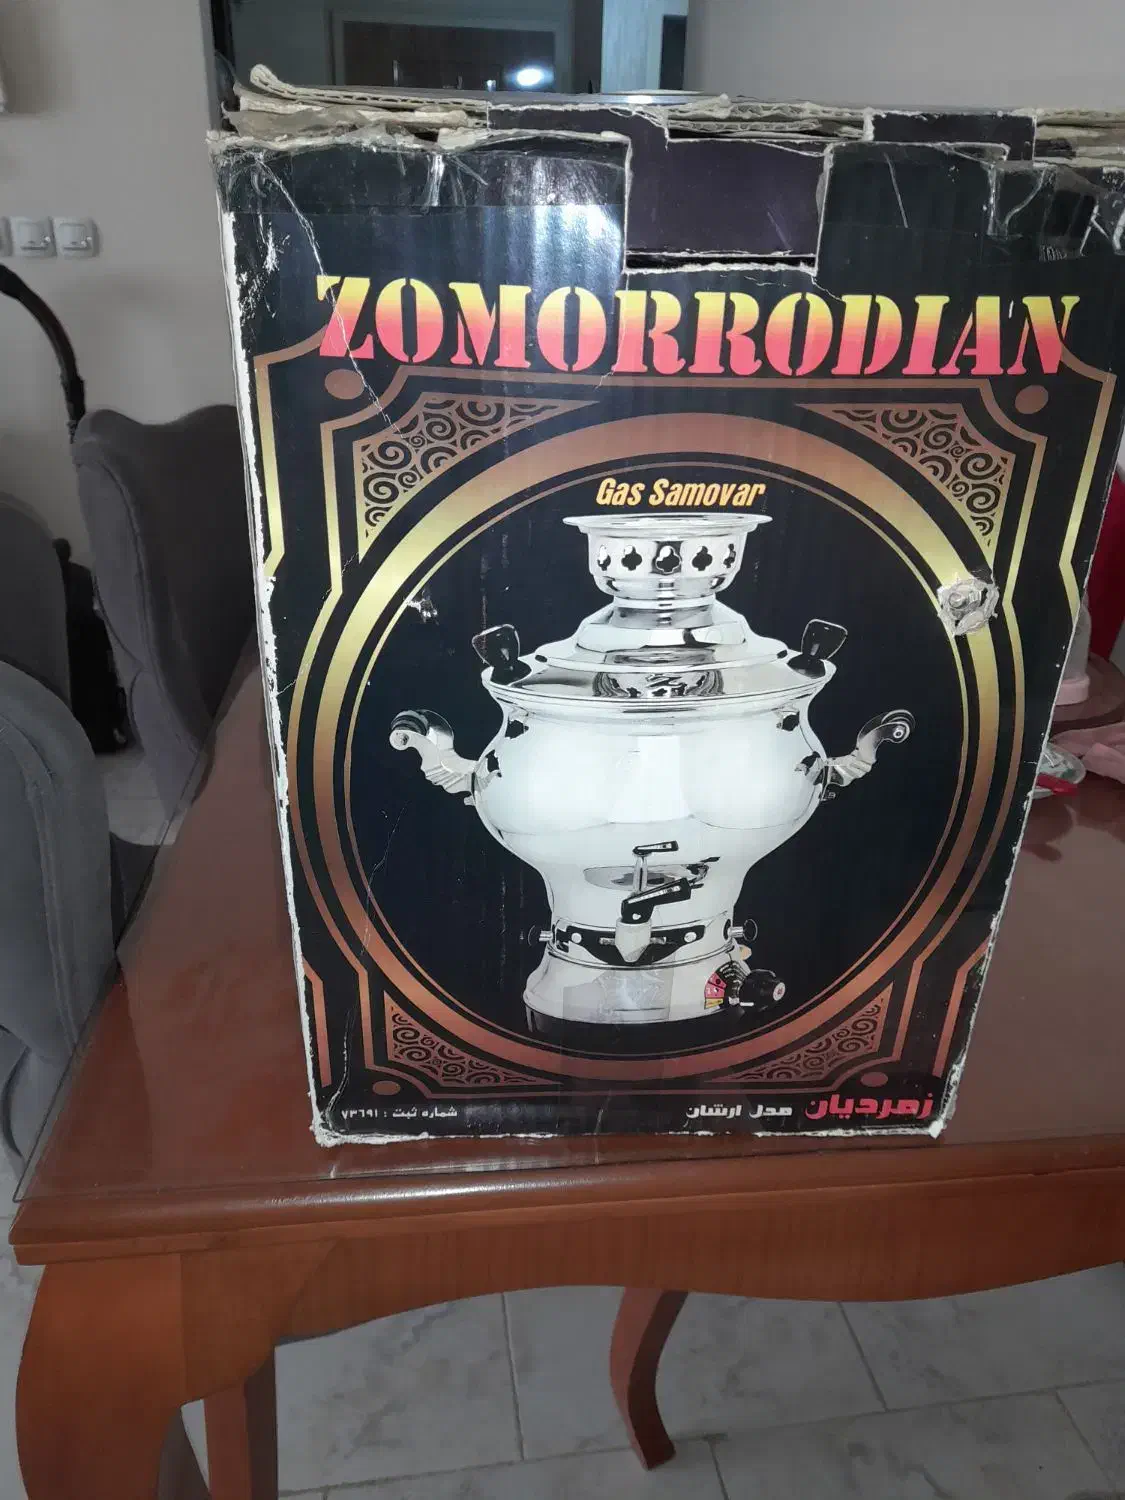 ZOMORRODIAN
Gas Samovar
زمردیان مدل ارشان
شماره ثبت : ۷۳۶۹۱